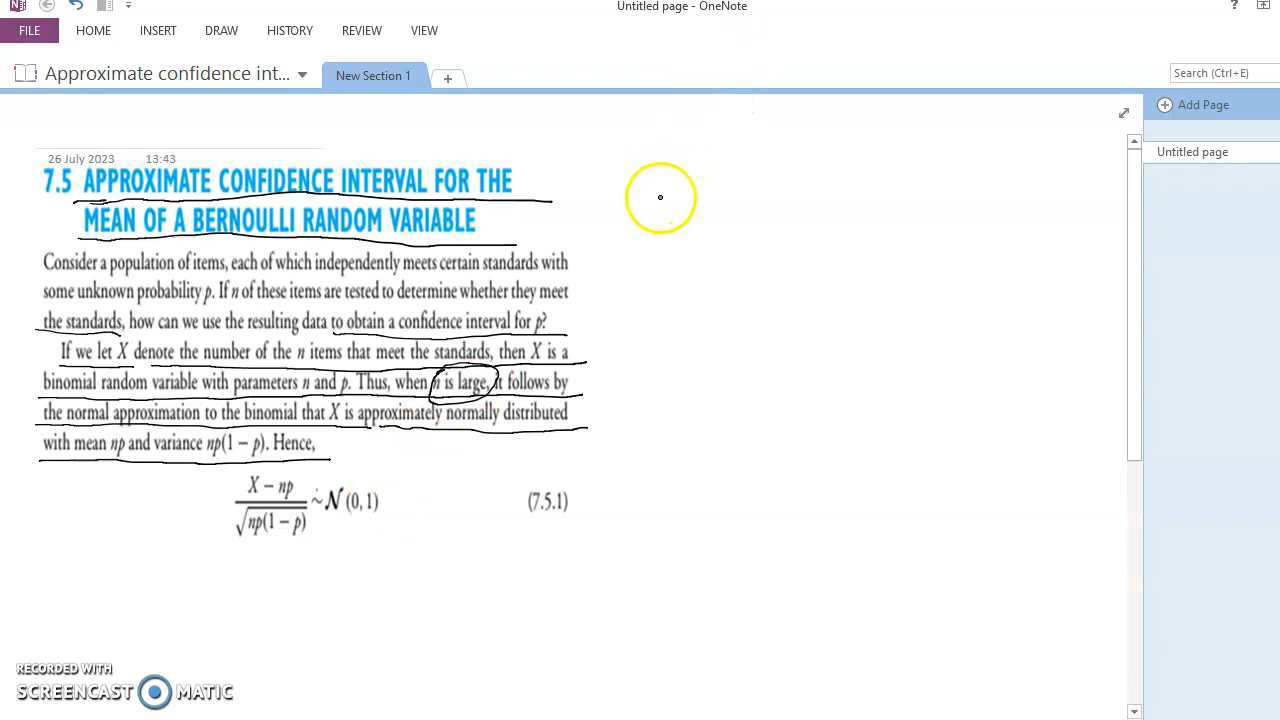 Untitled page - OneNote
?
FILE HOME INSERT DRAW HISTORY REVIEW VIEW
Approximate confidence int... New Section 1 +
Search (Ctrl+E)
Add Page
Untitled page
26 July 2023 13:43
7.5 APPROXIMATE CONFIDENCE INTERVAL FOR THE
MEAN OF A BERNOULLI RANDOM VARIABLE
Consider a population of items, each of which independently meets certain standards with
some unknown probability p. If n of these items are tested to determine whether they meet
the standards, how can we use the resulting data to obtain a confidence interval for p?
If we let X denote the number of the n items that meet the standards, then X is a
binomial random variable with parameters n and p. Thus, when n is large, it follows by
the normal approximation to the binomial that X is approximately normally distributed
with mean np and variance np(1 − p). Hence,
X − np
√np(1 − p) ∼̇ 𝒩 (0, 1) (7.5.1)
RECORDED WITH
SCREENCAST MATIC